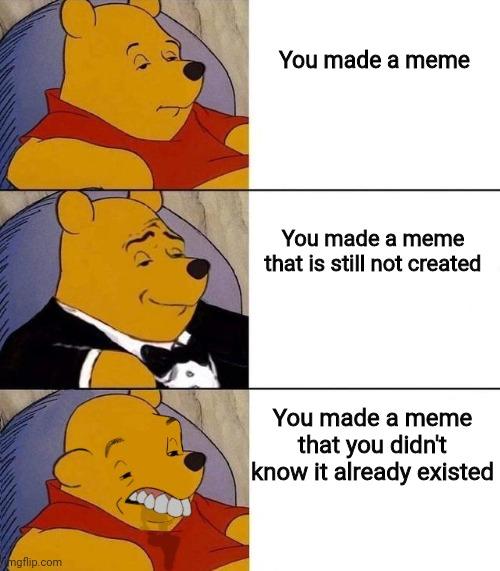 You made a meme
You made a meme
that is still not created
You made a meme
that you didn't
know it already existed
imgflip.com